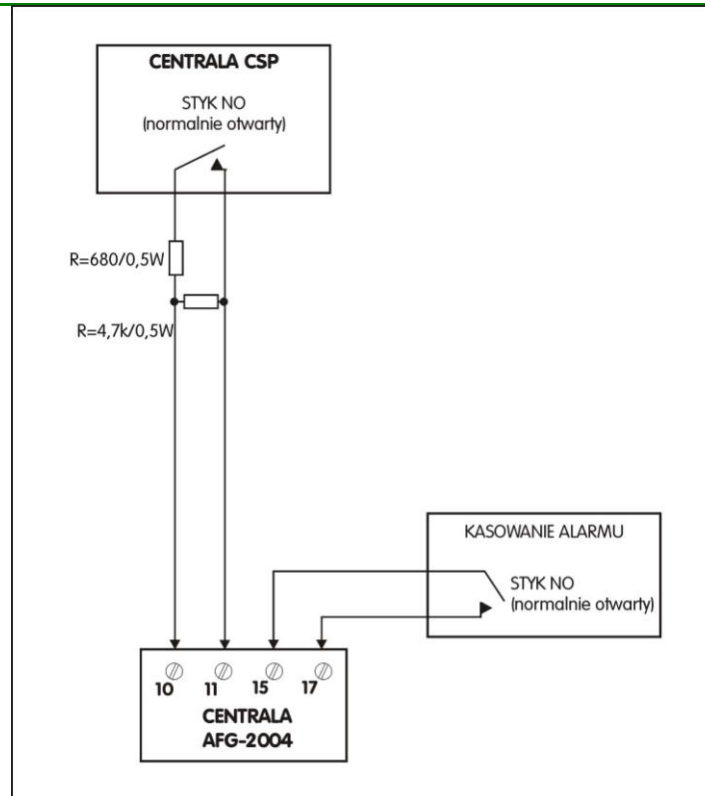 CENTRALA CSP
STYK NO
(normalnie otwarty)
R=680/0,5W
R=4,7k/0,5W
KASOWANIE ALARMU
STYK NO
(normalnie otwarty)
10 11 15 17
CENTRALA
AFG-2004